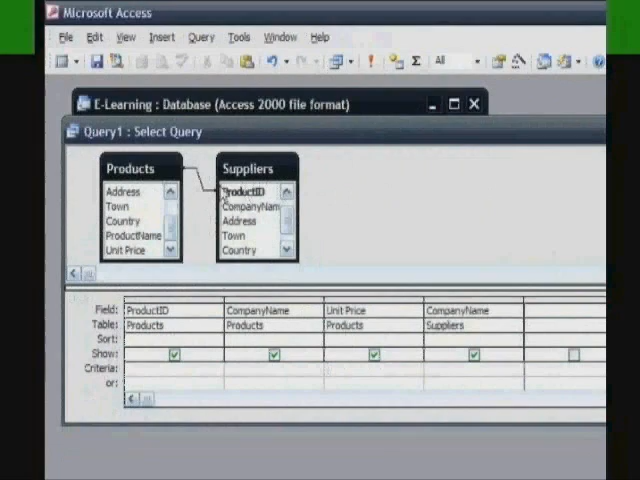 Microsoft Access
File Edit View Insert Query Tools Window Help
Σ All
E-Learning : Database (Access 2000 file format)
Query1 : Select Query
Products Suppliers
Address ProductID
Town CompanyNam
Country Address
ProductName Town
Unit Price Country
Field: ProductID CompanyName Unit Price CompanyName
Table: Products Products Products Suppliers
Sort:
Show:
Criteria:
or: